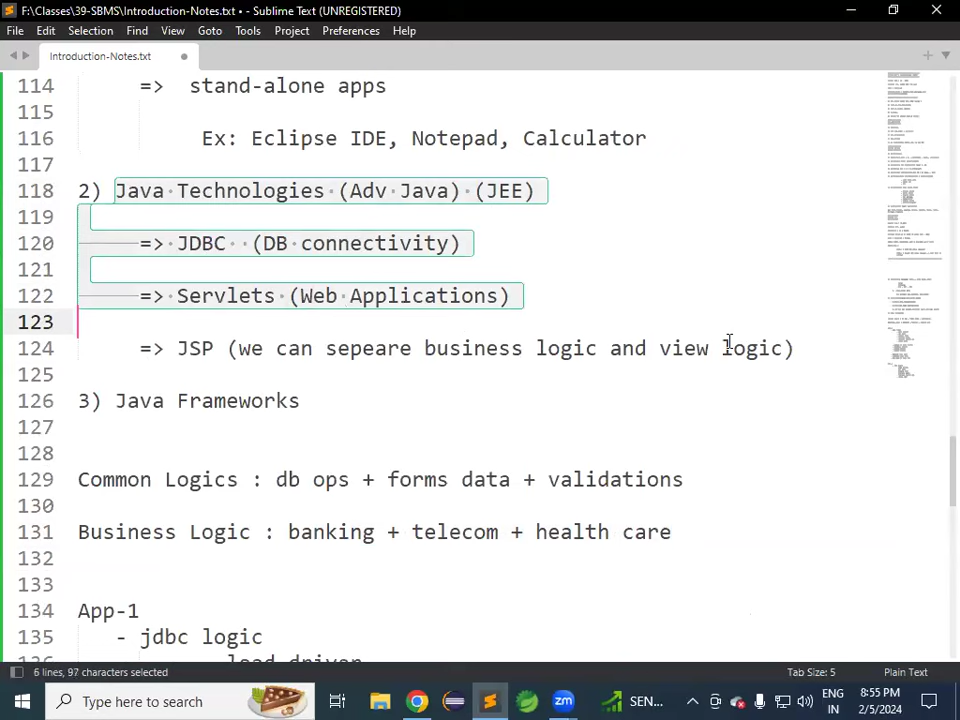 F:\Classes\39-SBMS\Introduction-Notes.txt • - Sublime Text (UNREGISTERED)
File Edit Selection Find View Goto Tools Project Preferences Help
Introduction-Notes.txt
114 => stand-alone apps
115
116 Ex: Eclipse IDE, Notepad, Calculator
117
118 2) Java Technologies (Adv Java) (JEE)
119
120 => JDBC (DB connectivity)
121
122 => Servlets (Web Applications)
123
124 => JSP (we can sepeare business logic and view logic)
125
126 3) Java Frameworks
127
128
129 Common Logics : db ops + forms data + validations
130
131 Business Logic : banking + telecom + health care
132
133
134 App-1
135 - jdbc logic
136 - load driver
6 lines, 97 characters selected Tab Size: 5 Plain Text
Type here to search SEN... ENG IN 8:55 PM 2/5/2024